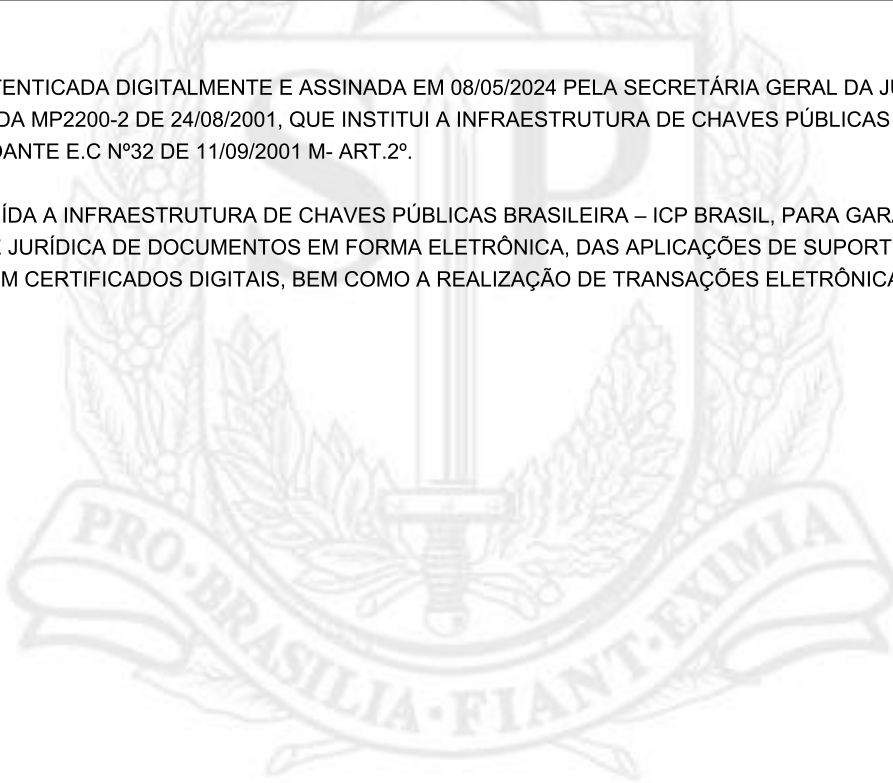 TENTICADA DIGITALMENTE E ASSINADA EM 08/05/2024 PELA SECRETÁRIA GERAL DA JU
DA MP2200-2 DE 24/08/2001, QUE INSTITUI A INFRAESTRUTURA DE CHAVES PÚBLICAS
DANTE E.C Nº32 DE 11/09/2001 M- ART.2º.
ÍDA A INFRAESTRUTURA DE CHAVES PÚBLICAS BRASILEIRA – ICP BRASIL, PARA GARA
E JURÍDICA DE DOCUMENTOS EM FORMA ELETRÔNICA, DAS APLICAÇÕES DE SUPORT
M CERTIFICADOS DIGITAIS, BEM COMO A REALIZAÇÃO DE TRANSAÇÕES ELETRÔNICA
SP
PRO·BRASILIA·FIANT·EXIMIA